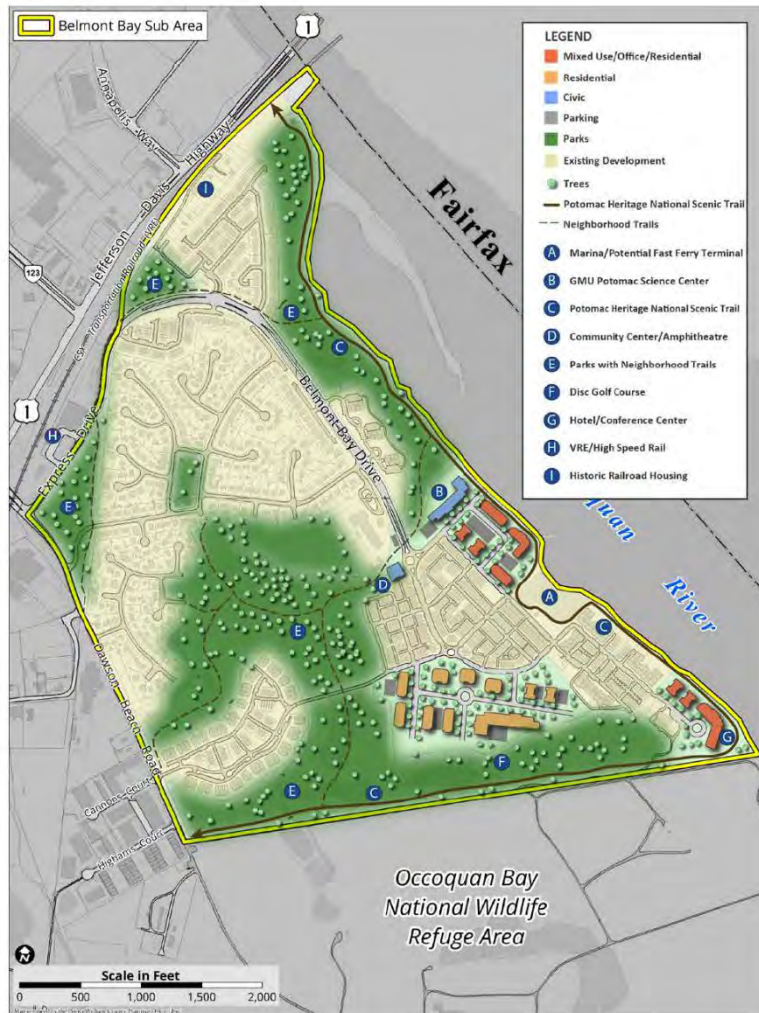 Belmont Bay Sub Area
1
Annapolis Way
Jefferson Davis Highway
123
Fairfax
LEGEND
Mixed Use/Office/Residential
Residential
Civic
Parking
Parks
Existing Development
Trees
Potomac Heritage National Scenic Trail
Neighborhood Trails
A Marina/Potential Fast Ferry Terminal
B GMU Potomac Science Center
C Potomac Heritage National Scenic Trail
D Community Center/Amphitheatre
E Parks with Neighborhood Trails
F Disc Golf Course
G Hotel/Conference Center
H VRE/High Speed Rail
I Historic Railroad Housing
I
E
E
C
1
H
Express Drive
Belmont Bay Drive
E
B
quan
River
D
A
C
E
Dawson Beach Road
G
F
E
C
Cannons Court
Highams Court
Occoquan Bay
National Wildlife
Refuge Area
N
Scale in Feet
0 500 1,000 1,500 2,000